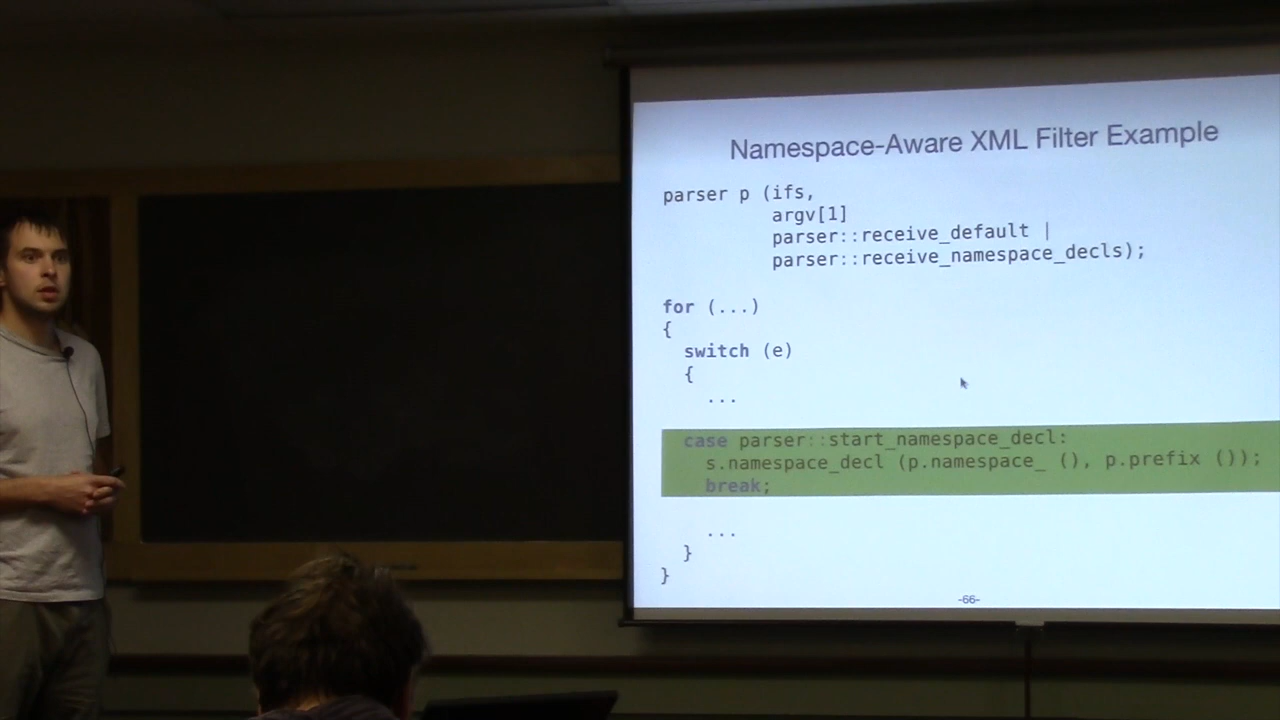 Namespace-Aware XML Filter Example
parser p (ifs,
argv[1]
parser::receive_default |
parser::receive_namespace_decls);
for (...)
{
switch (e)
{
...
case parser::start_namespace_decl:
s.namespace_decl (p.namespace_ (), p.prefix ());
break;
...
}
}
-66-